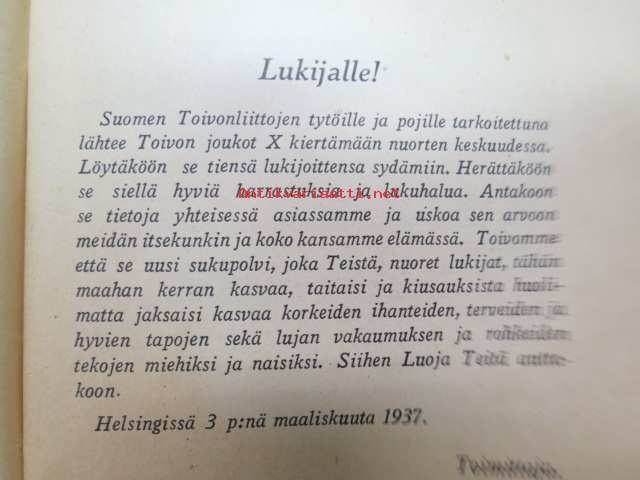 Lukijalle!
Suomen Toivonliittojen tytöille ja pojille tarkoitettuna
lähtee Toivon joukot X kiertämään nuorten keskuudessa.
Löytäköön se tiensä lukijoittensa sydämiin. Herättäköön
se siellä hyviä harrastuksia ja lukuhalua. Antakoon
se tietoja yhteisessä asiassamme ja uskoa sen arvoon
meidän itsekunkin ja koko kansamme elämässä. Toivomme
että se uusi sukupolvi, joka Teistä, nuoret lukijat, tähän
maahan kerran kasvaa, taitaisi ja kiusauksista huoli-
matta jaksaisi kasvaa korkeiden ihanteiden, terveiden ja
hyvien tapojen sekä lujan vakaumuksen ja rohkeiden
tekojen miehiksi ja naisiksi. Siihen Luoja Teitä autta-
koon.
Helsingissä 3 p:nä maaliskuuta 1937.
Toimitus